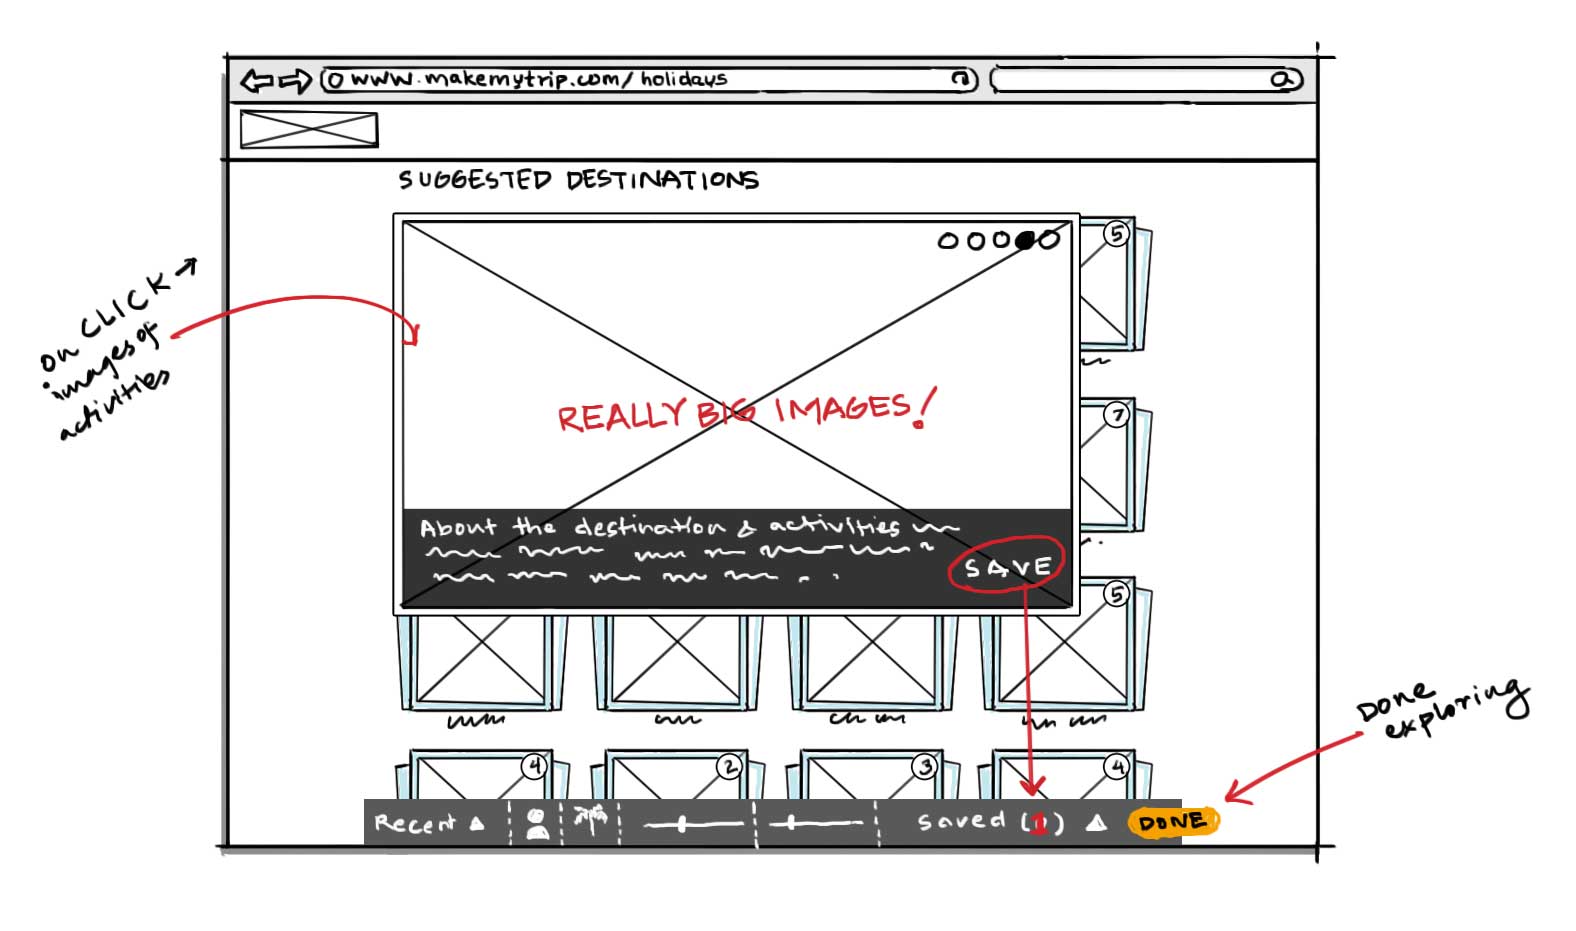 www.makemytrip.com/holidays
SUGGESTED DESTINATIONS
5
on CLICK →
images of
activities
REALLY BIG IMAGES!
7
About the destination & activities
SAVE
5
Done
exploring
4 2 3 4
Recent
Saved (1)
DONE